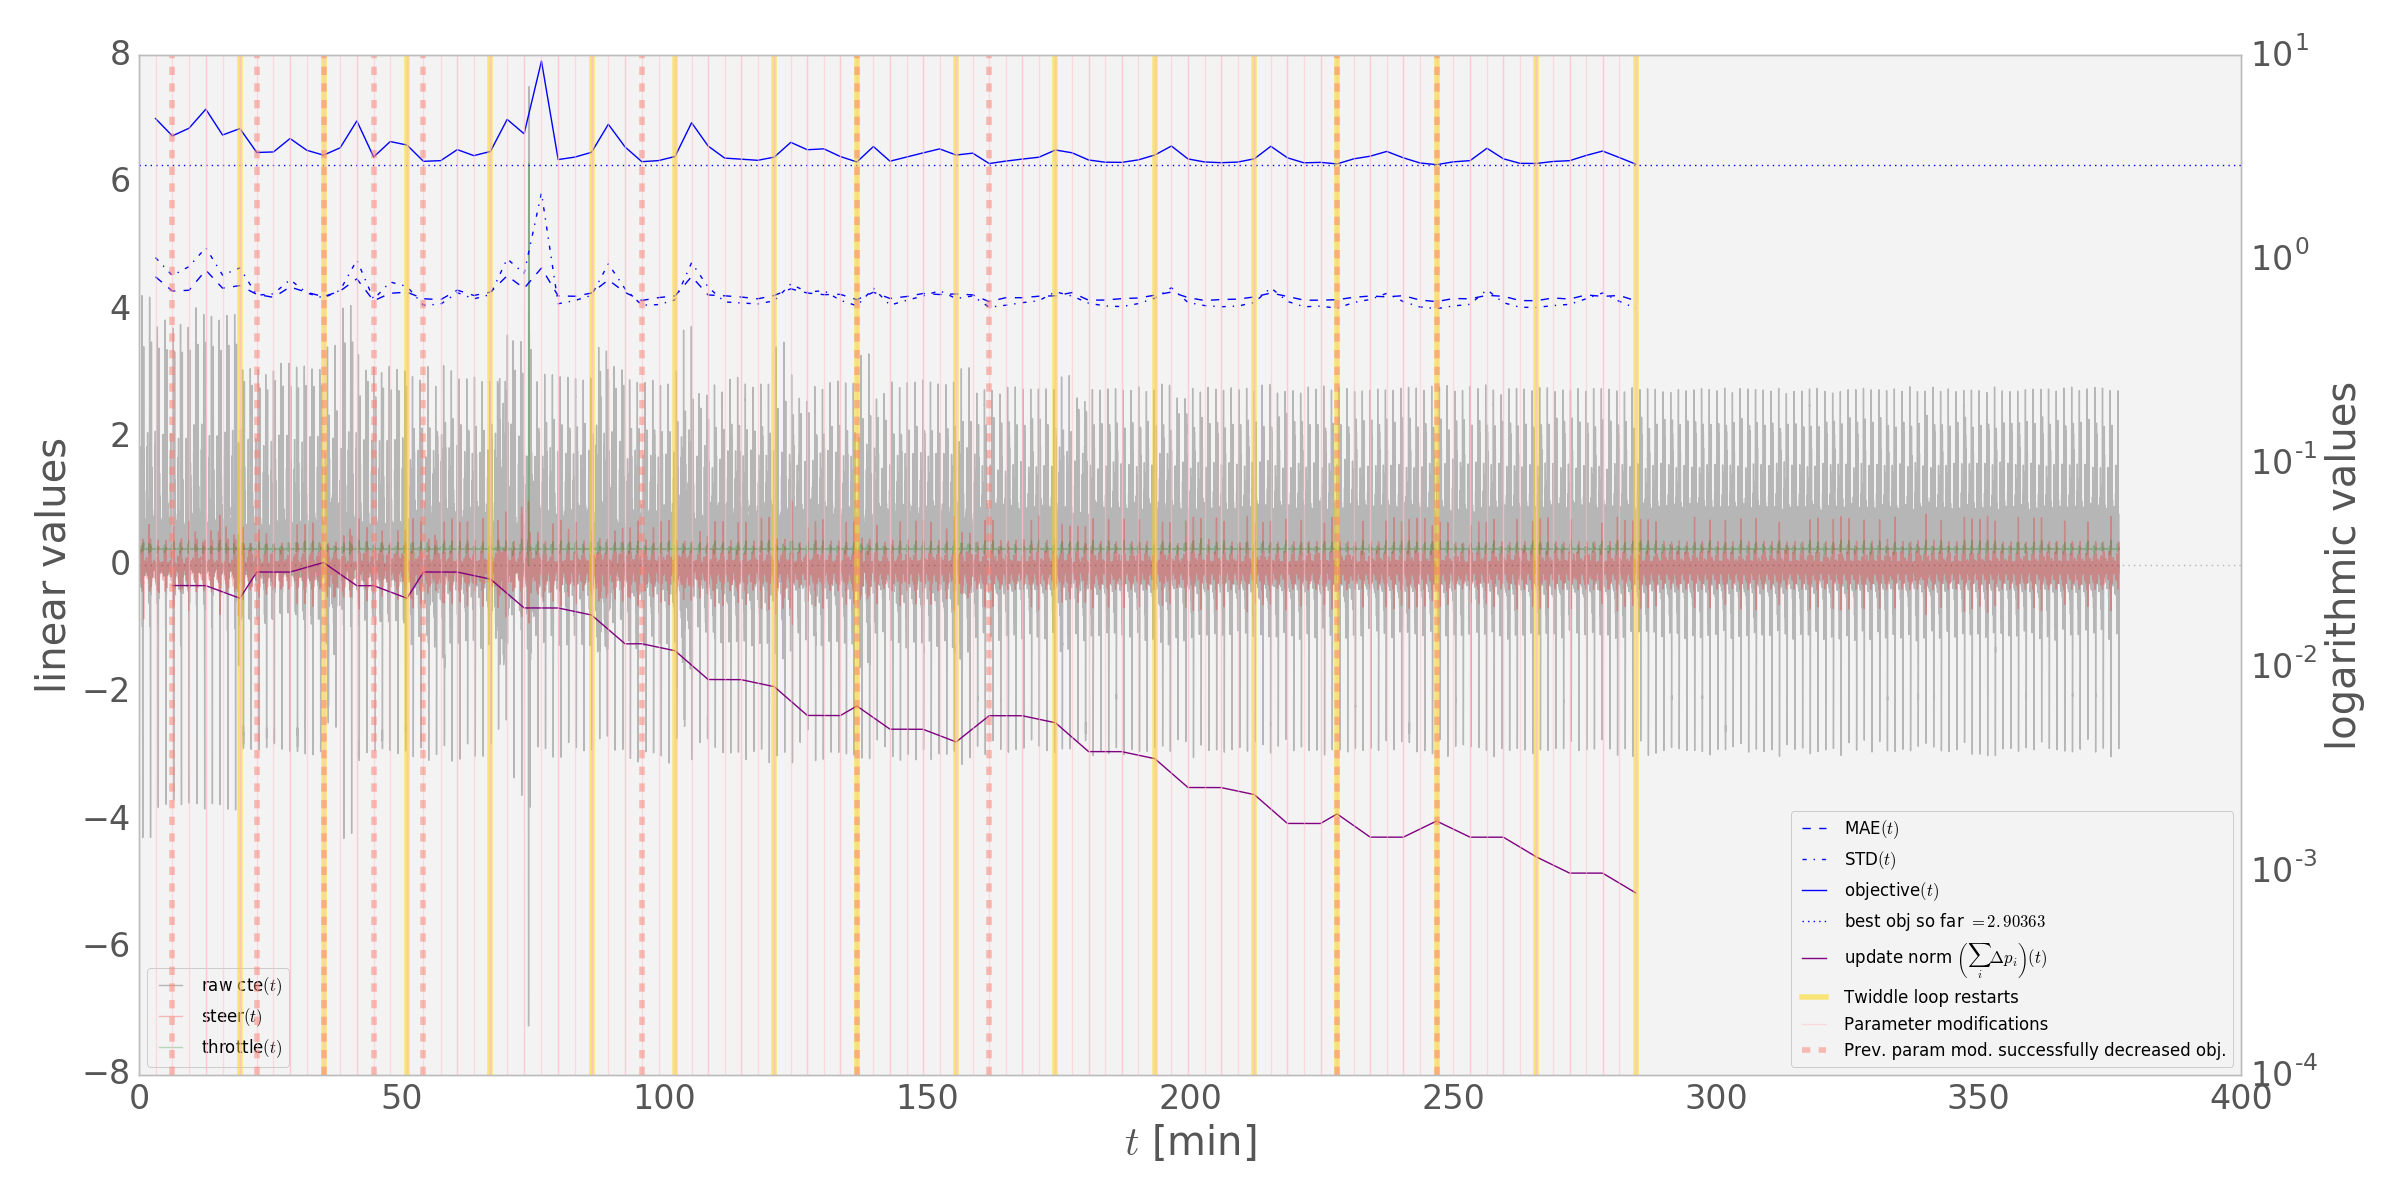 8
6
4
2
0
−2
−4
−6
−8
linear values
10^1
10^0
10^-1
10^-2
10^-3
10^-4
logarithmic values
0 50 100 150 200 250 300 350 400
t [min]
raw cte(t)
steer(t)
throttle(t)
MAE(t)
STD(t)
objective(t)
best obj so far =2.90363
update norm (∑_i Δp_i)(t)
Twiddle loop restarts
Parameter modifications
Prev. param mod. successfully decreased obj.